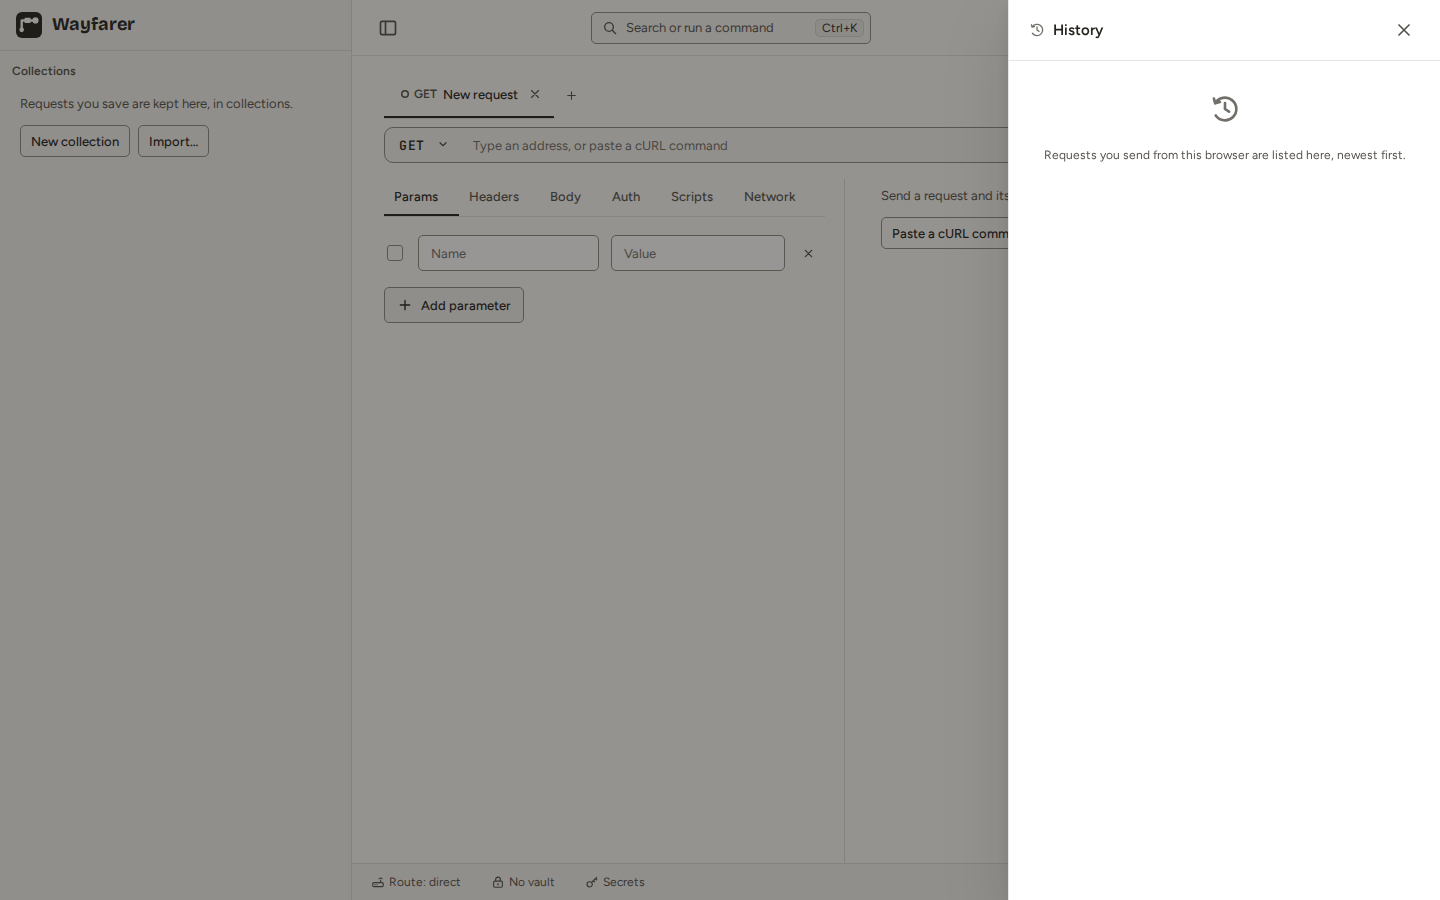 Wayfarer
Search or run a command
Ctrl+K
History
Collections
Requests you save are kept here, in collections.
New collection
Import...
GET New request
GET
Type an address, or paste a cURL command
Params
Headers
Body
Auth
Scripts
Network
Name
Value
Add parameter
Send a request and its
Paste a cURL comm
Requests you send from this browser are listed here, newest first.
Route: direct
No vault
Secrets